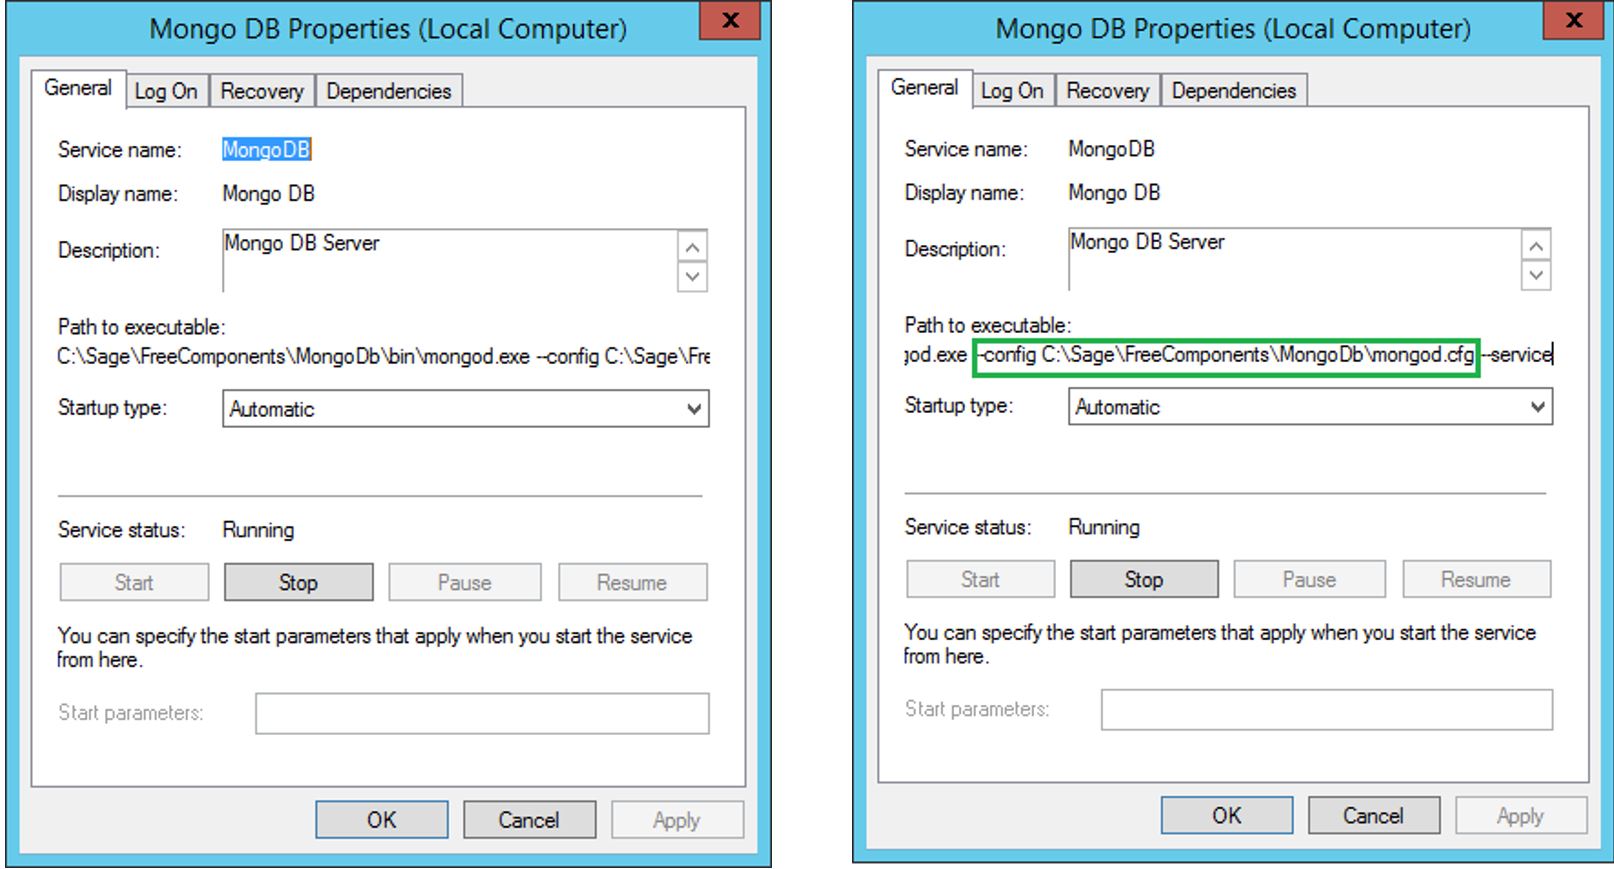 Mongo DB Properties (Local Computer)
x
General
Log On
Recovery
Dependencies
Service name:
MongoDB
Display name:
Mongo DB
Description:
Mongo DB Server
Path to executable:
C:\Sage\FreeComponents\MongoDb\bin\mongod.exe --config C:\Sage\Fre
Startup type:
Automatic
Service status:
Running
Start
Stop
Pause
Resume
You can specify the start parameters that apply when you start the service
from here.
Start parameters:
OK
Cancel
Apply
Mongo DB Properties (Local Computer)
x
General
Log On
Recovery
Dependencies
Service name:
MongoDB
Display name:
Mongo DB
Description:
Mongo DB Server
Path to executable:
god.exe --config C:\Sage\FreeComponents\MongoDb\mongod.cfg --service
Startup type:
Automatic
Service status:
Running
Start
Stop
Pause
Resume
You can specify the start parameters that apply when you start the service
from here.
Start parameters:
OK
Cancel
Apply